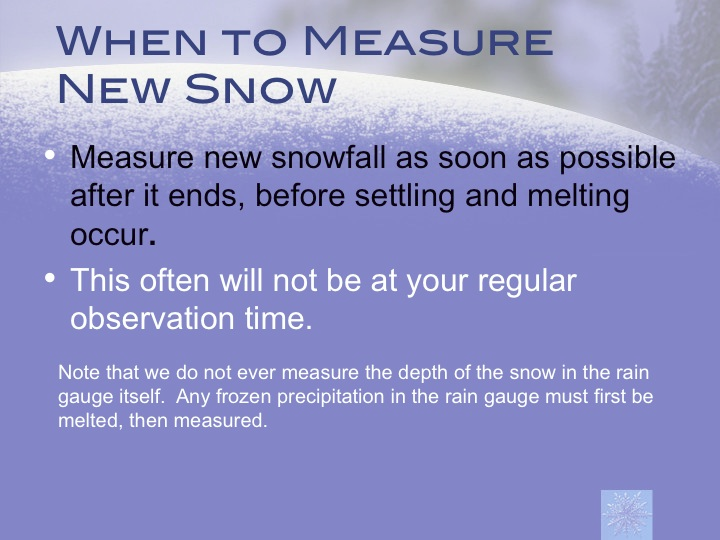 When to Measure
New Snow
• Measure new snowfall as soon as possible
after it ends, before settling and melting
occur.
• This often will not be at your regular
observation time.
Note that we do not ever measure the depth of the snow in the rain
gauge itself.  Any frozen precipitation in the rain gauge must first be
melted, then measured.